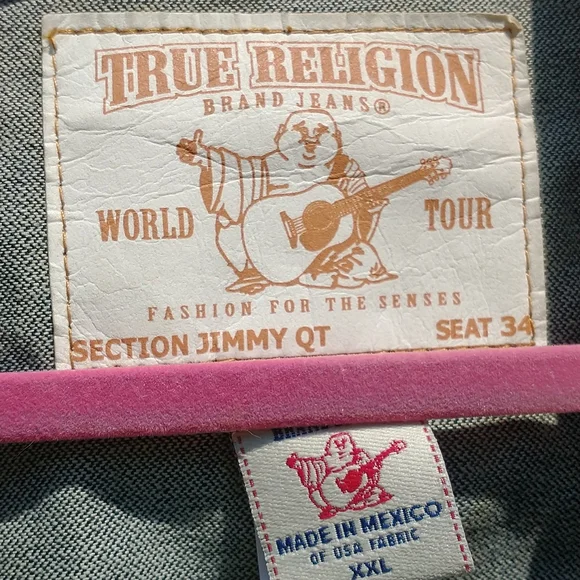 TRUE RELIGION
BRAND JEANS®
WORLD TOUR
FASHION FOR THE SENSES
SECTION JIMMY QT SEAT 34
MADE IN MEXICO
OF USA FABRIC
XXL